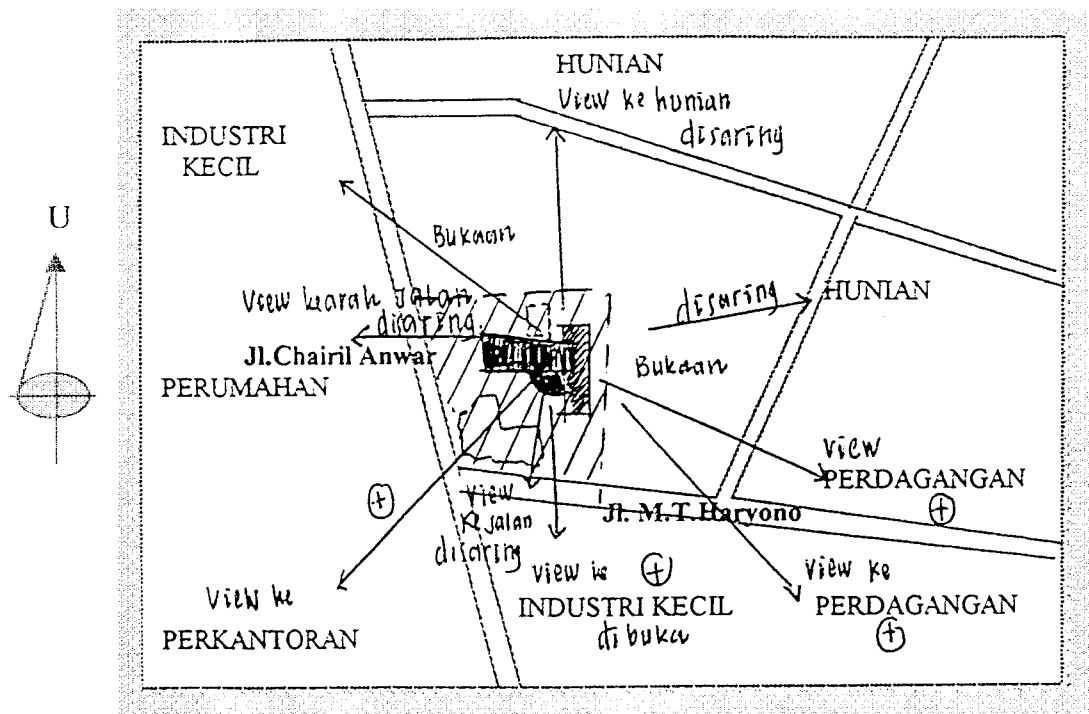 HUNIAN
View ke hunian
disaring
INDUSTRI
KECIL
U
Bukaan
View kearah Jalan
disaring
disaring
HUNIAN
Jl.Chairil Anwar
Bukaan
PERUMAHAN
View
PERDAGANGAN
+
+
View
ke jalan
disaring
Jl. M.T.Haryono
View ke
PERKANTORAN
View ke +
INDUSTRI KECIL
dibuka
View ke
PERDAGANGAN
+